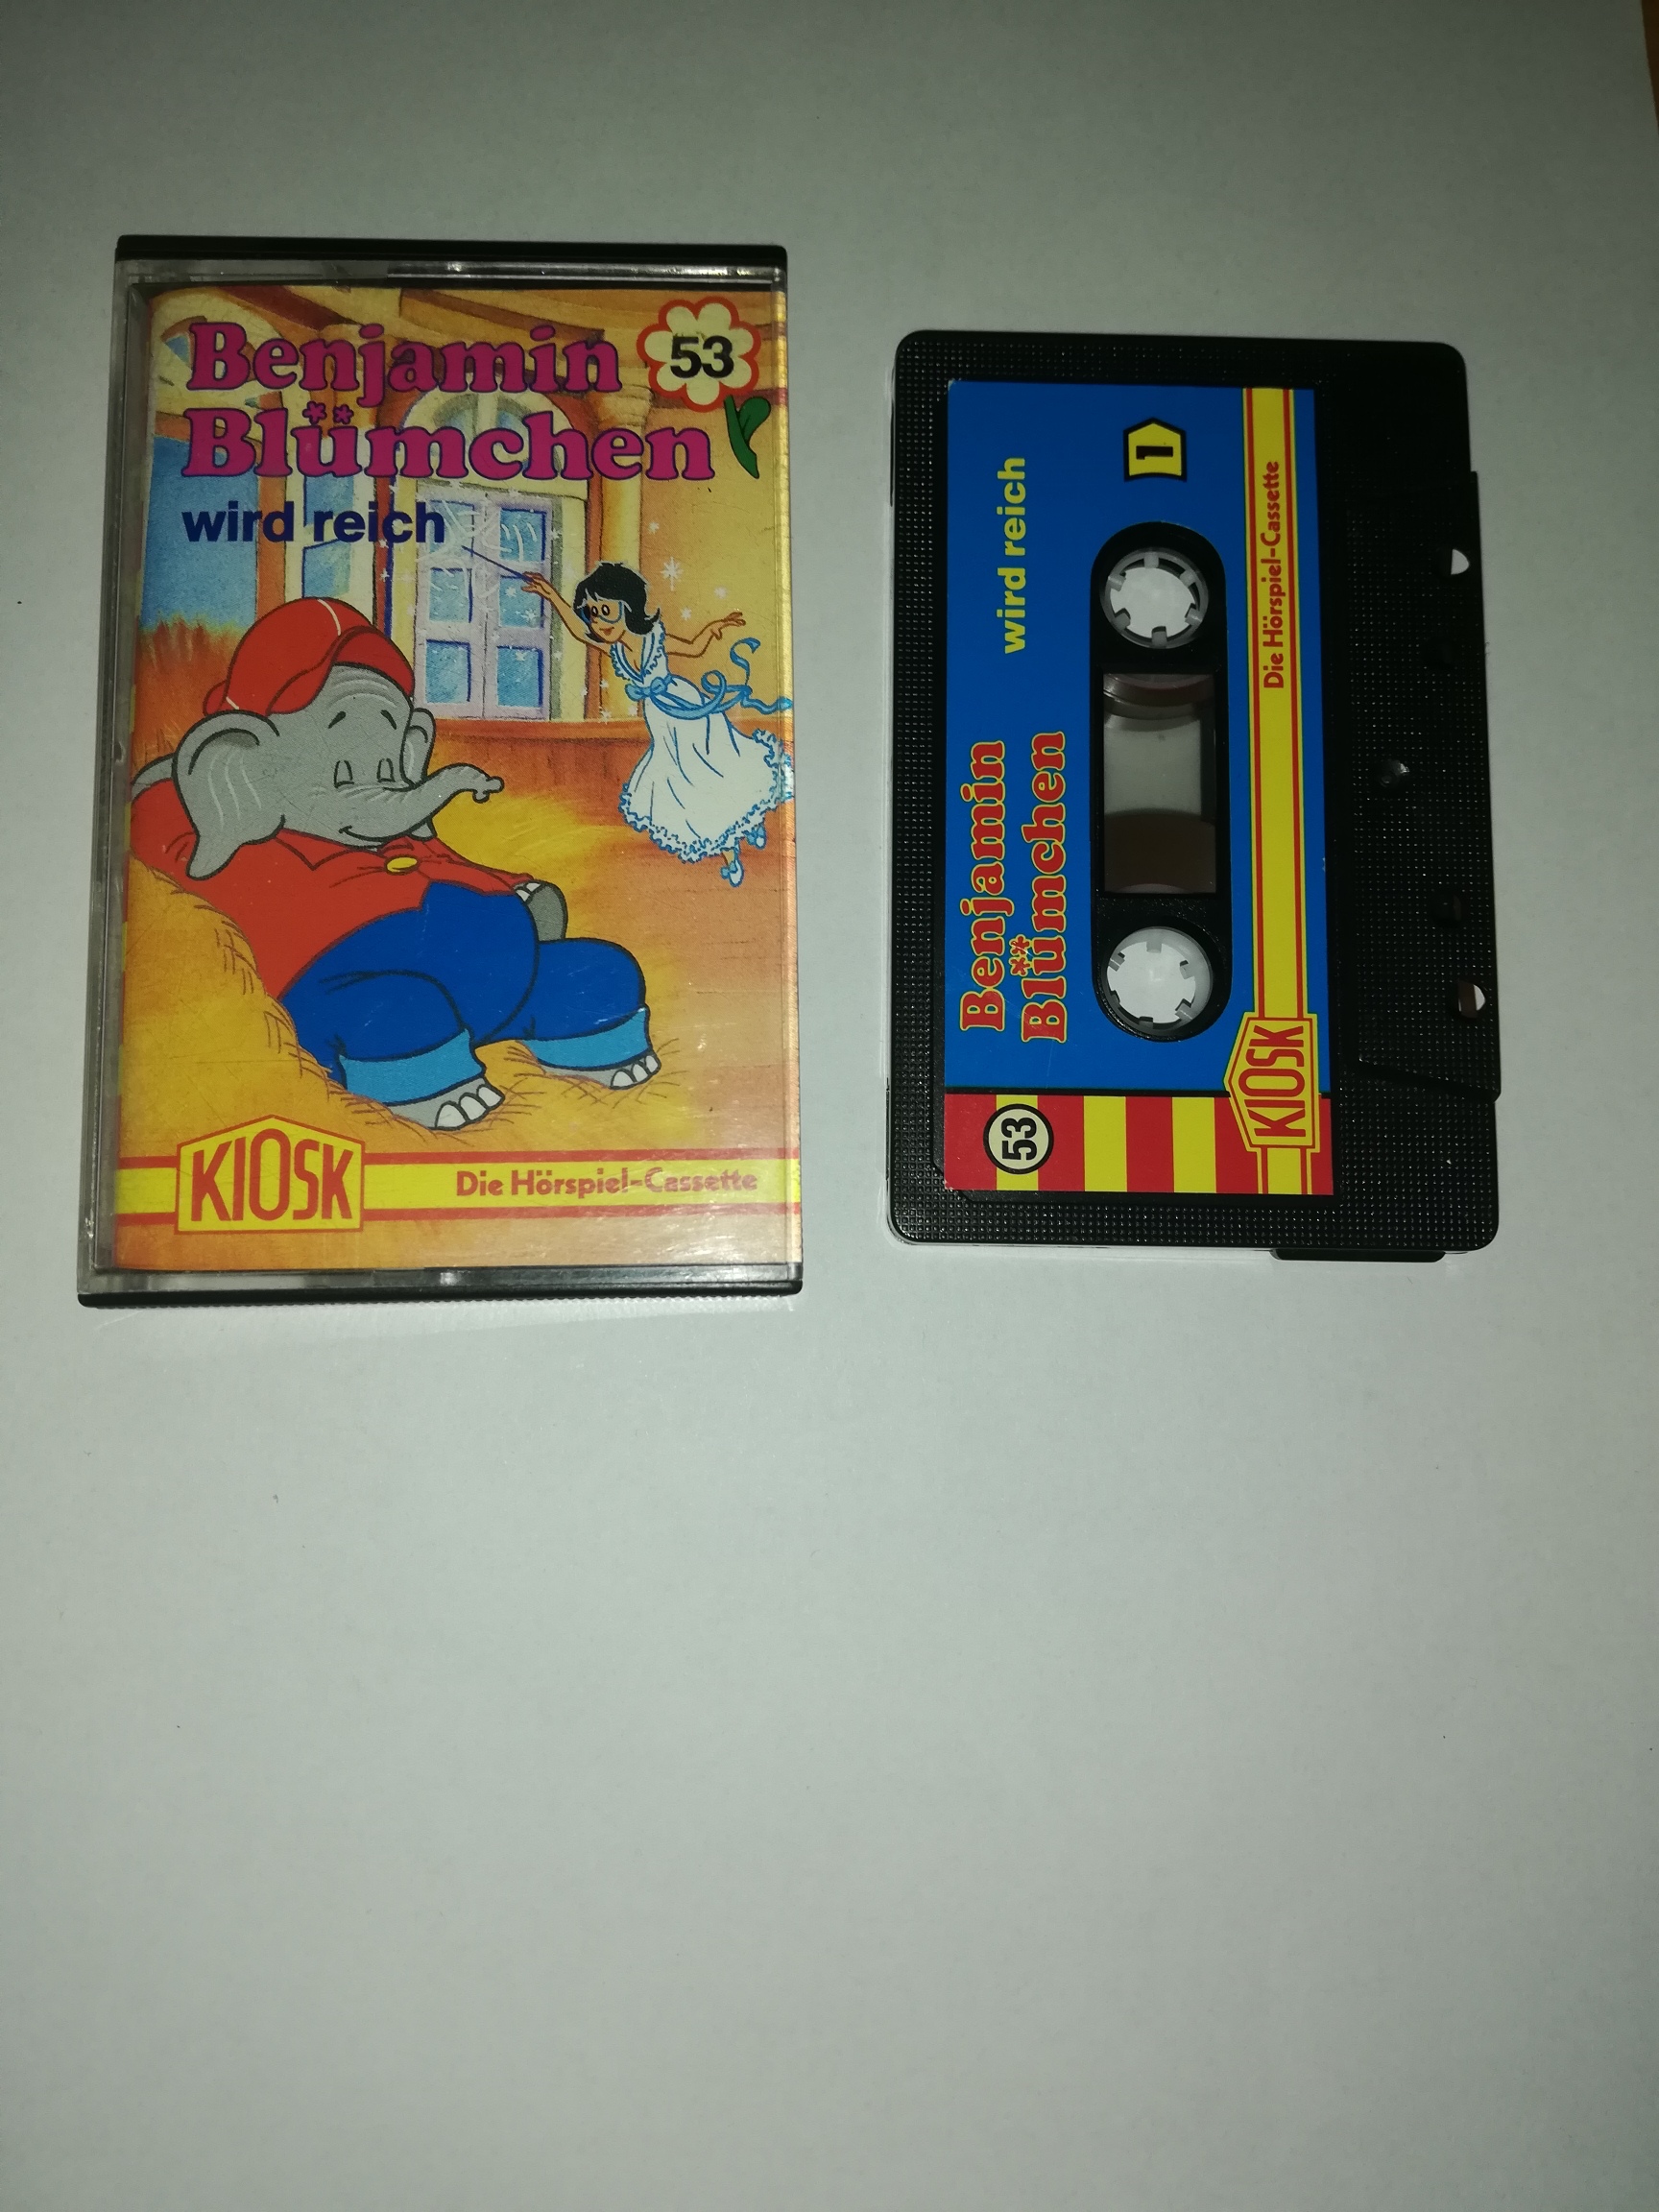 Benjamin
Blümchen
53
wird reich
KIOSK
Die Hörspiel-Cassette
Benjamin
Blümchen
wird reich
1
53
KIOSK
Die Hörspiel-Cassette